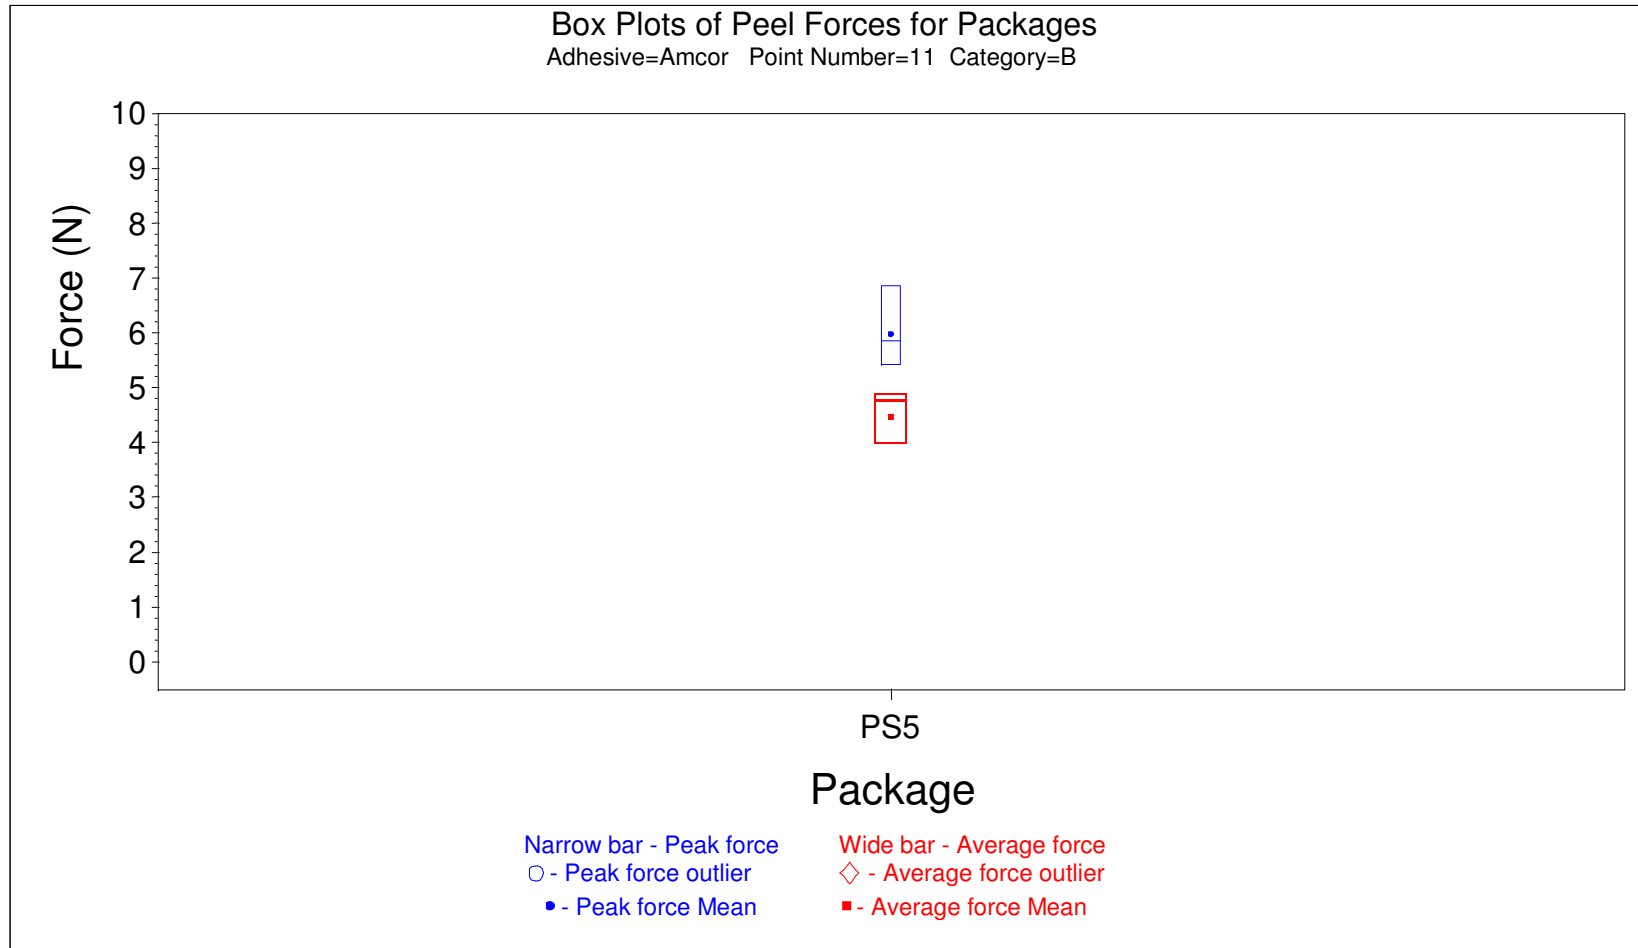 Box Plots of Peel Forces for Packages
Adhesive=Amcor Point Number=11 Category=B
Force (N)
10
9
8
7
6
5
4
3
2
1
0
PS5
Package
Narrow bar - Peak force Wide bar - Average force
- Peak force outlier - Average force outlier
- Peak force Mean - Average force Mean